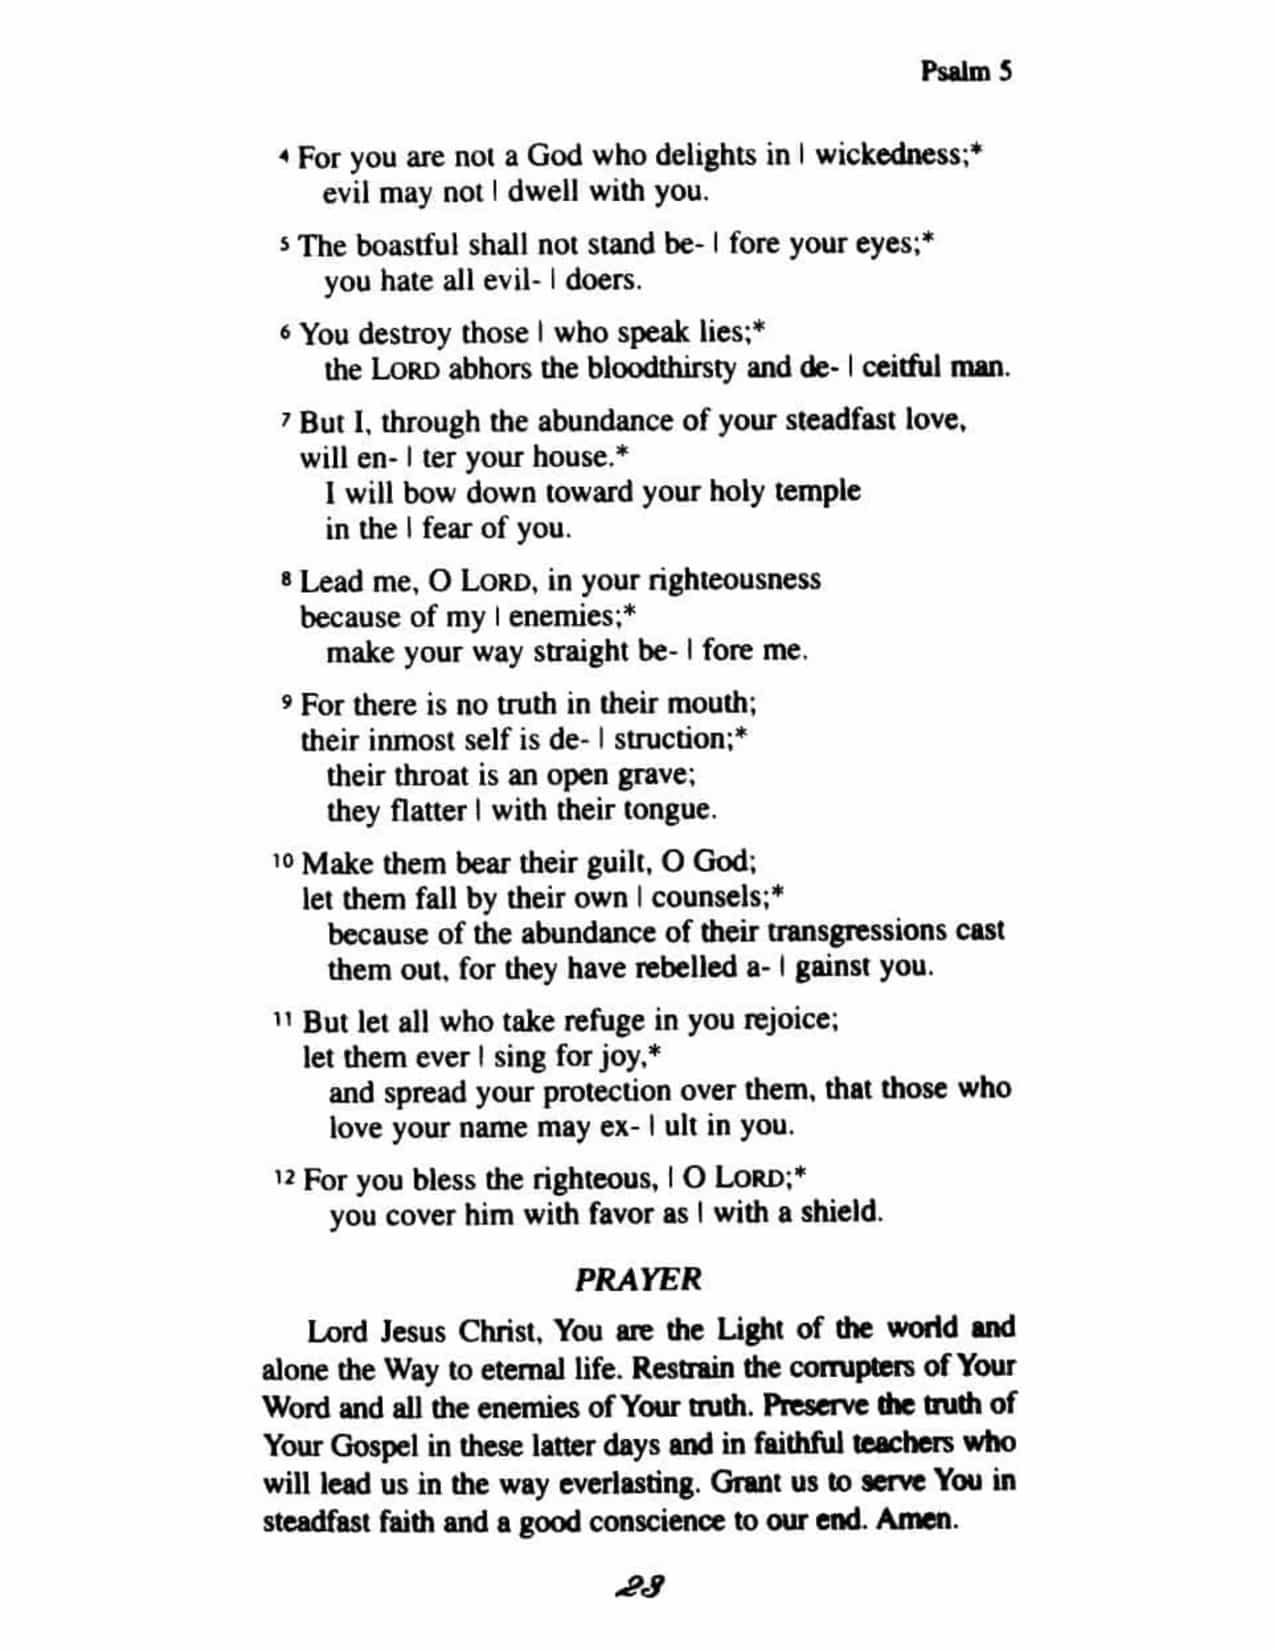 Psalm 5
4 For you are not a God who delights in | wickedness;*
evil may not | dwell with you.
5 The boastful shall not stand be- | fore your eyes;*
you hate all evil- | doers.
6 You destroy those | who speak lies;*
the LORD abhors the bloodthirsty and de- | ceitful man.
7 But I, through the abundance of your steadfast love,
will en- | ter your house.*
I will bow down toward your holy temple
in the | fear of you.
8 Lead me, O LORD, in your righteousness
because of my | enemies;*
make your way straight be- | fore me.
9 For there is no truth in their mouth;
their inmost self is de- | struction;*
their throat is an open grave;
they flatter | with their tongue.
10 Make them bear their guilt, O God;
let them fall by their own | counsels;*
because of the abundance of their transgressions cast
them out, for they have rebelled a- | gainst you.
11 But let all who take refuge in you rejoice;
let them ever | sing for joy,*
and spread your protection over them, that those who
love your name may ex- | ult in you.
12 For you bless the righteous, | O LORD;*
you cover him with favor as | with a shield.
PRAYER
Lord Jesus Christ, You are the Light of the world and
alone the Way to eternal life. Restrain the corrupters of Your
Word and all the enemies of Your truth. Preserve the truth of
Your Gospel in these latter days and in faithful teachers who
will lead us in the way everlasting. Grant us to serve You in
steadfast faith and a good conscience to our end. Amen.
23